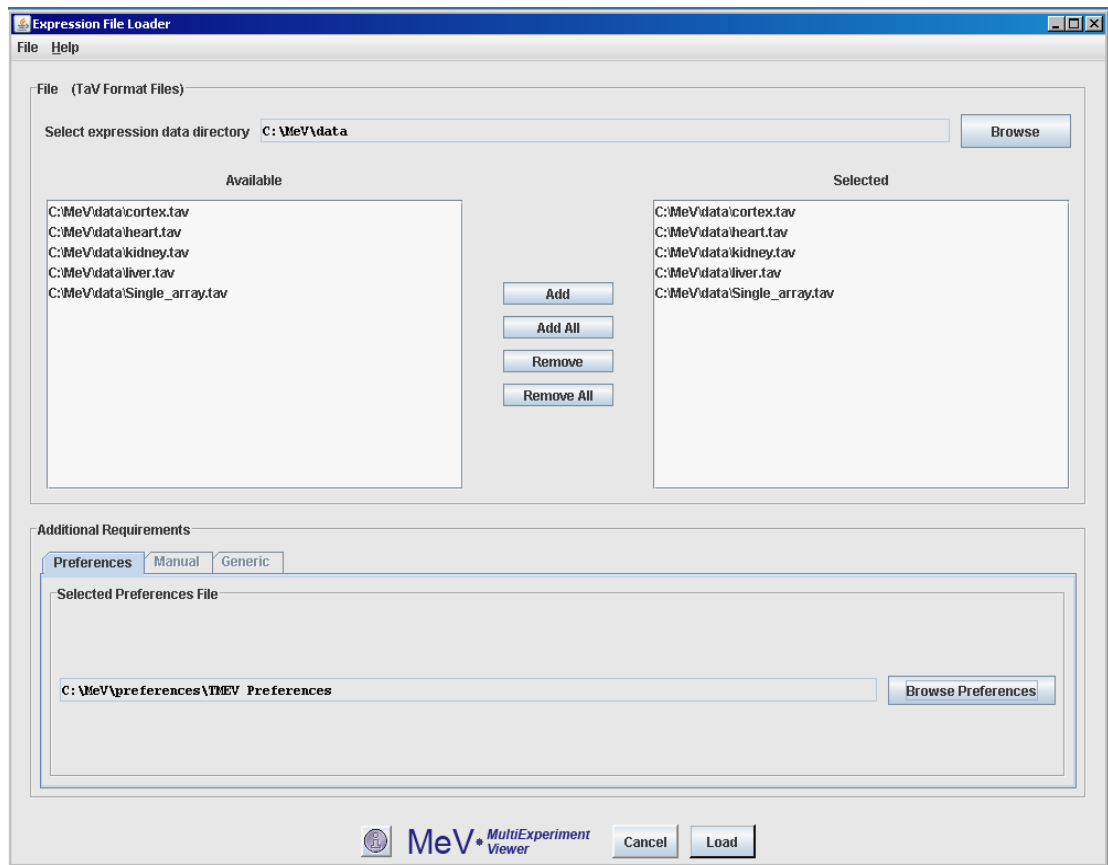 Expression File Loader
File Help
File (TaV Format Files)
Select expression data directory C:\MeV\data Browse
Available Selected
C:\MeV\data\cortex.tav
C:\MeV\data\heart.tav
C:\MeV\data\kidney.tav
C:\MeV\data\liver.tav
C:\MeV\data\Single_array.tav
Add
Add All
Remove
Remove All
C:\MeV\data\cortex.tav
C:\MeV\data\heart.tav
C:\MeV\data\kidney.tav
C:\MeV\data\liver.tav
C:\MeV\data\Single_array.tav
Additional Requirements
Preferences Manual Generic
Selected Preferences File
C:\MeV\preferences\TMEV Preferences Browse Preferences
MeV MultiExperiment
Viewer
Cancel Load